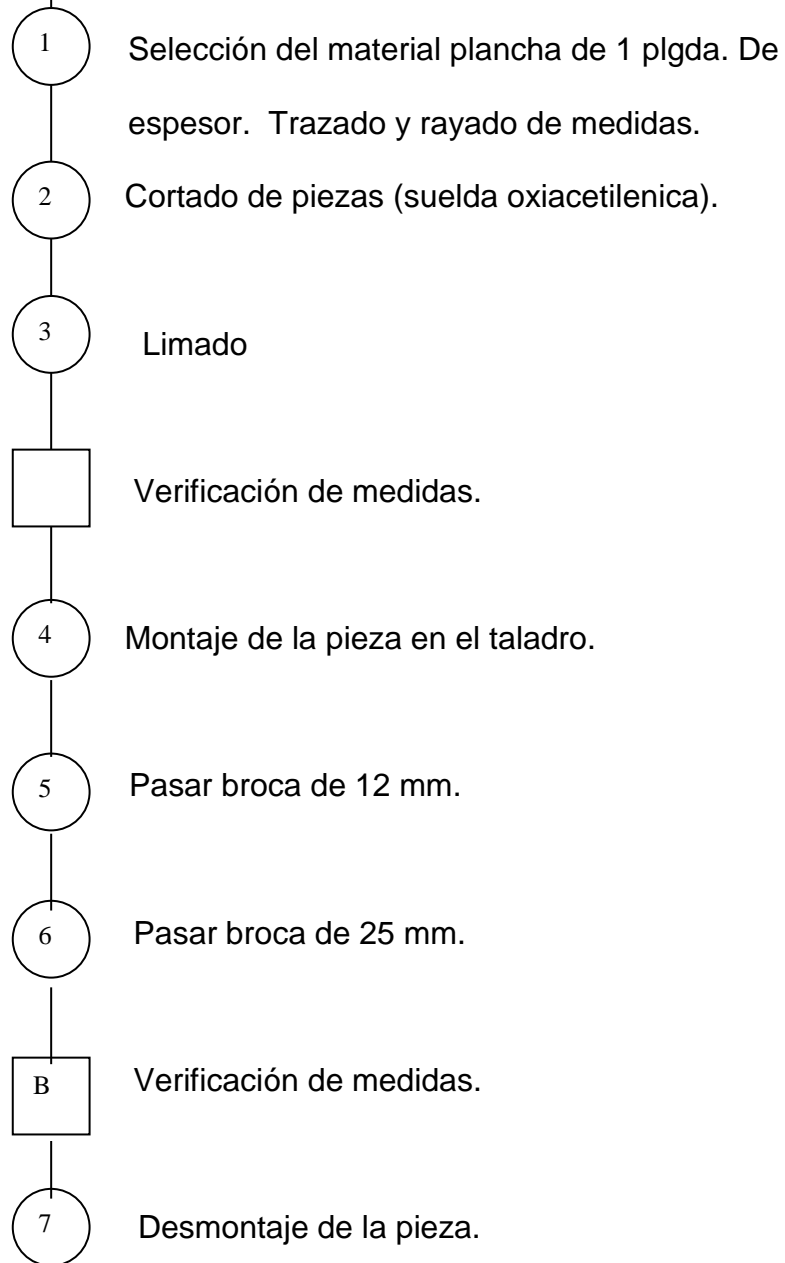 1 Selección del material plancha de 1 plgda. De
espesor. Trazado y rayado de medidas.
2 Cortado de piezas (suelda oxiacetilenica).
3 Limado
Verificación de medidas.
4 Montaje de la pieza en el taladro.
5 Pasar broca de 12 mm.
6 Pasar broca de 25 mm.
B Verificación de medidas.
7 Desmontaje de la pieza.